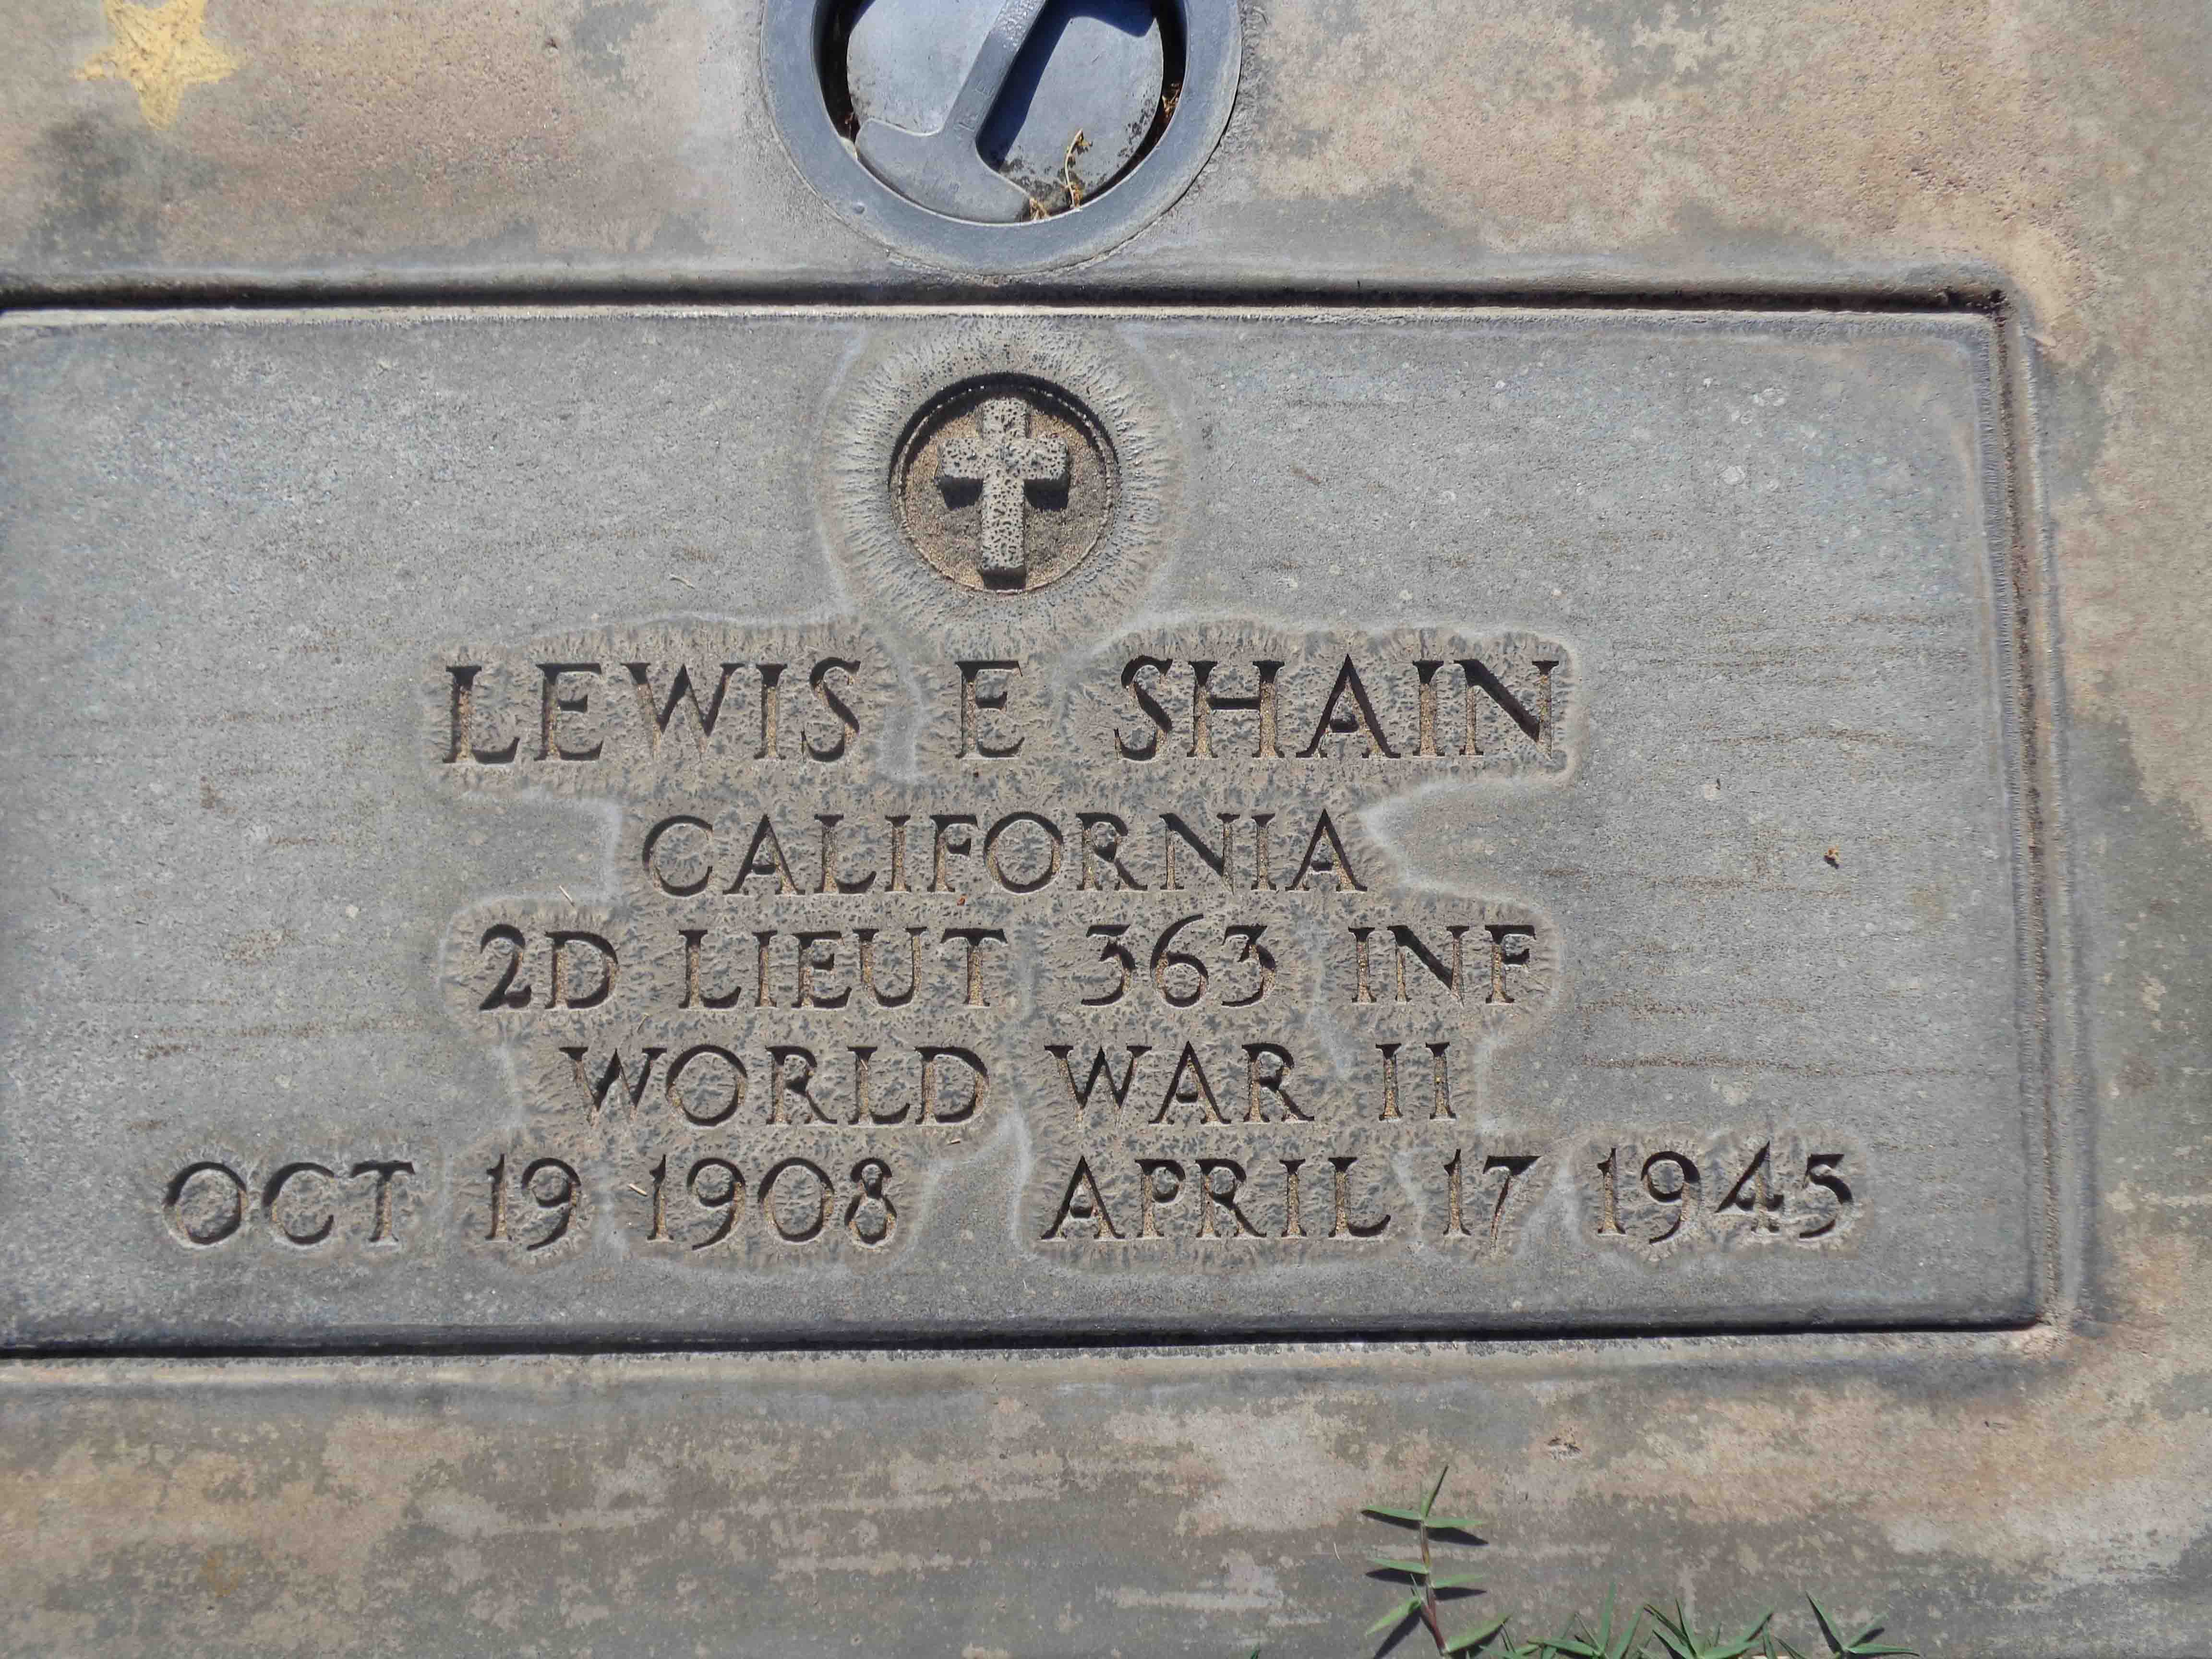 LEWIS E SHAIN
CALIFORNIA
2D LIEUT 363 INF
WORLD WAR II
OCT 19 1908 APRIL 17 1945